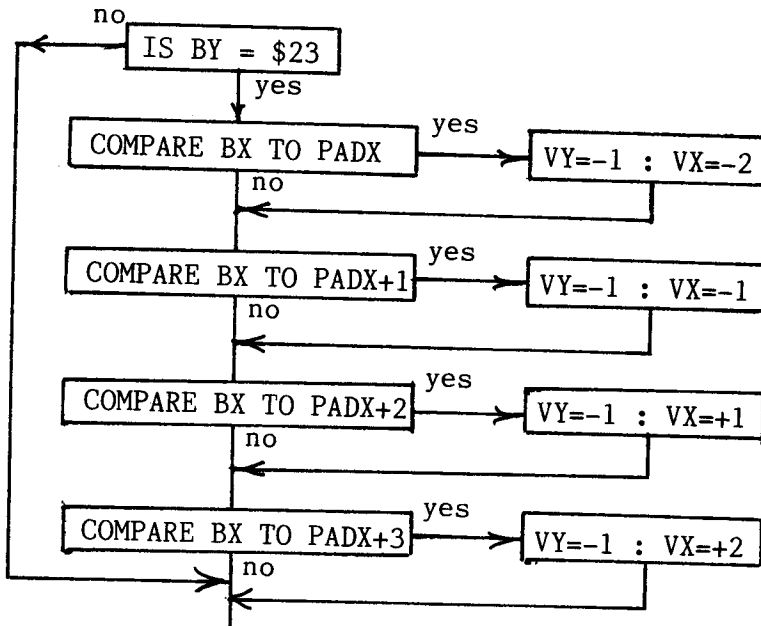 no
IS BY = $23
yes
COMPARE BX TO PADX
yes
VY=-1 : VX=-2
no
COMPARE BX TO PADX+1
yes
VY=-1 : VX=-1
no
COMPARE BX TO PADX+2
yes
VY=-1 : VX=+1
no
COMPARE BX TO PADX+3
yes
VY=-1 : VX=+2
no